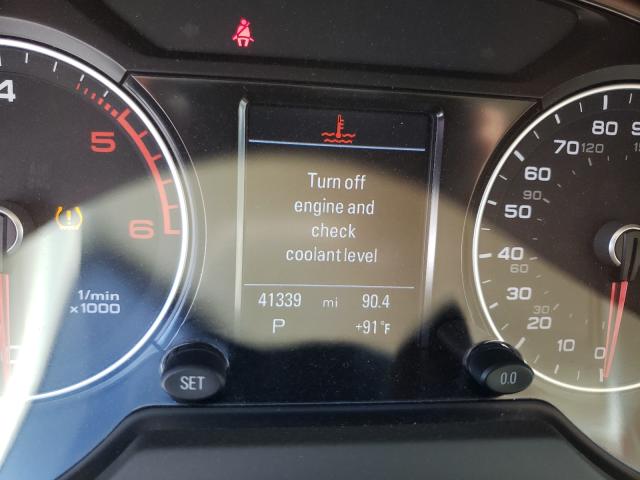 4
5
6
1/min
x1000
Turn off
engine and
check
coolant level
41339 mi 90.4
P +91°F
SET
0.0
80
70 120
60
50 90
40
60
30
30
20
10
0